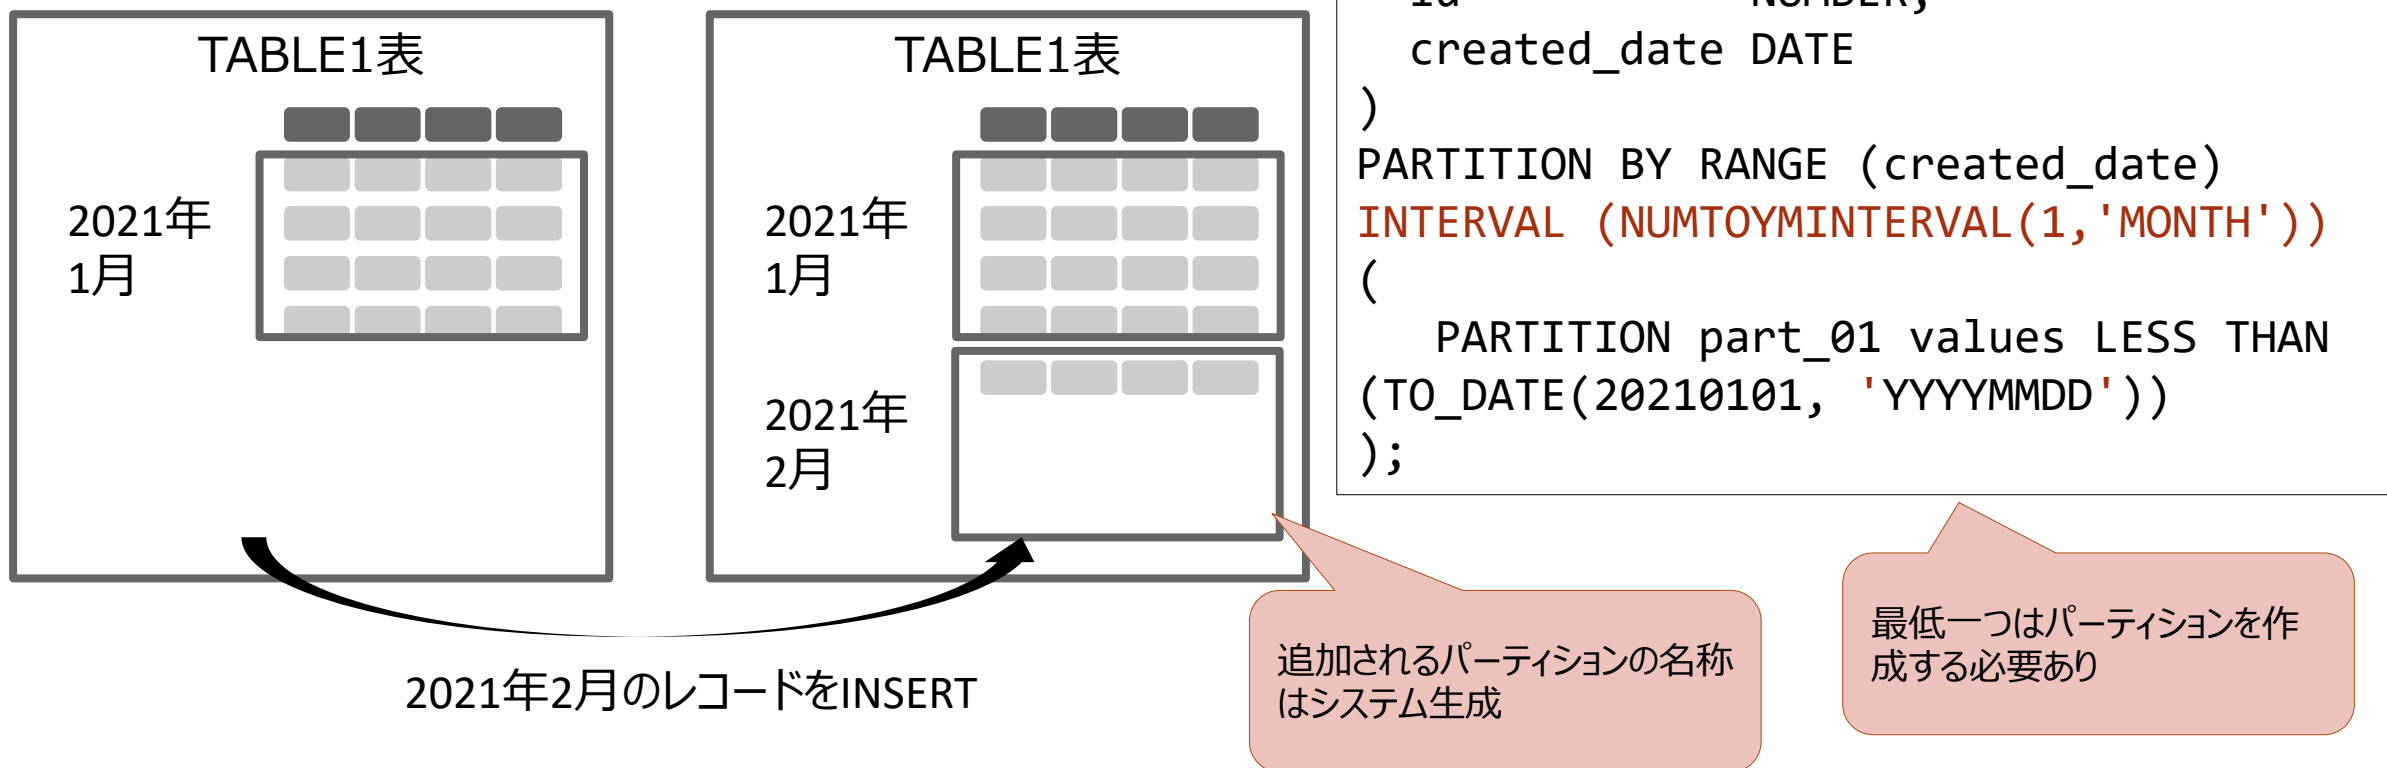 TABLE1表
2021年
1月
TABLE1表
2021年
1月
2021年
2月
2021年2月のレコードをINSERT
id NUMBER,
created_date DATE
)
PARTITION BY RANGE (created_date)
INTERVAL (NUMTOYMINTERVAL(1,'MONTH'))
(
PARTITION part_01 values LESS THAN
(TO_DATE(20210101, 'YYYYMMDD'))
);
追加されるパーティションの名称
はシステム生成
最低一つはパーティションを作
成する必要あり